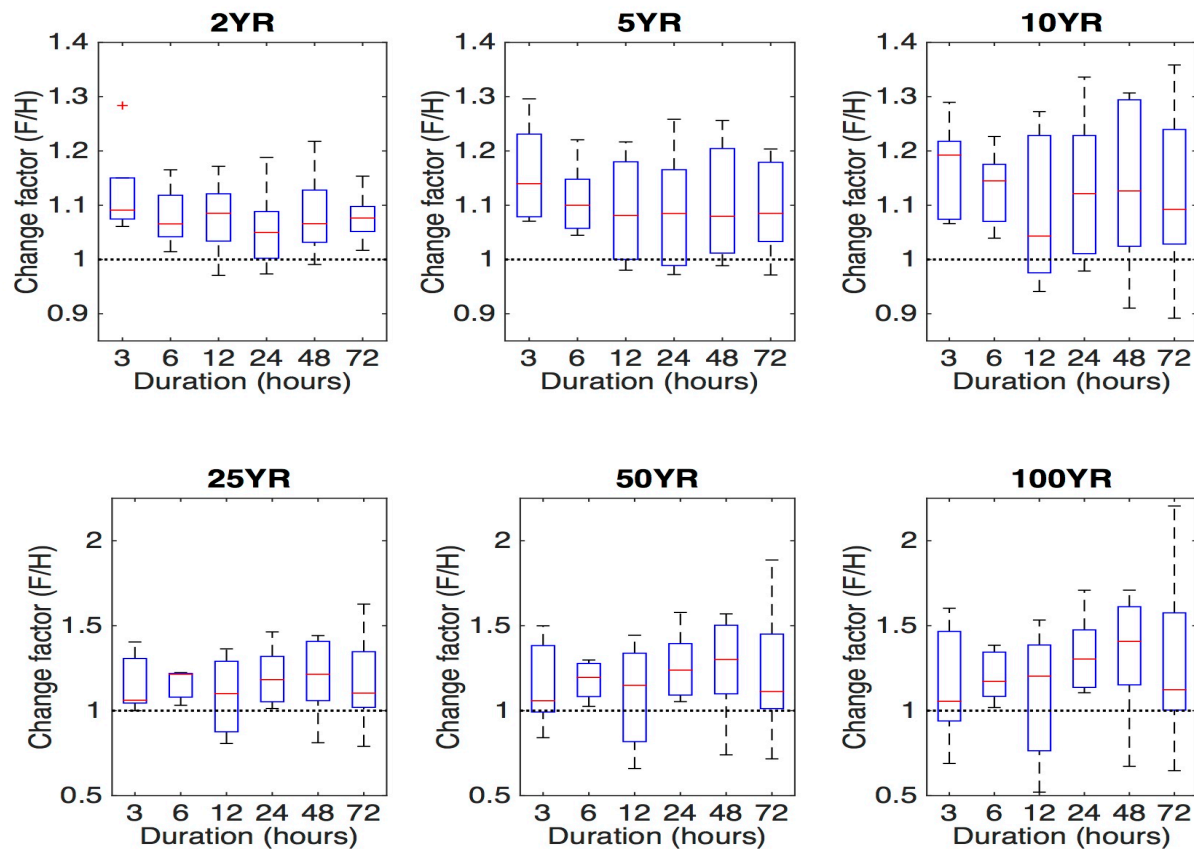 2YR
5YR
10YR
Change factor (F/H)
1.4
1.3
1.2
1.1
1
0.9
3 6 12 24 48 72
Duration (hours)
Change factor (F/H)
1.4
1.3
1.2
1.1
1
0.9
3 6 12 24 48 72
Duration (hours)
Change factor (F/H)
1.4
1.3
1.2
1.1
1
0.9
3 6 12 24 48 72
Duration (hours)
25YR
50YR
100YR
Change factor (F/H)
2
1.5
1
0.5
3 6 12 24 48 72
Duration (hours)
Change factor (F/H)
2
1.5
1
0.5
3 6 12 24 48 72
Duration (hours)
Change factor (F/H)
2
1.5
1
0.5
3 6 12 24 48 72
Duration (hours)